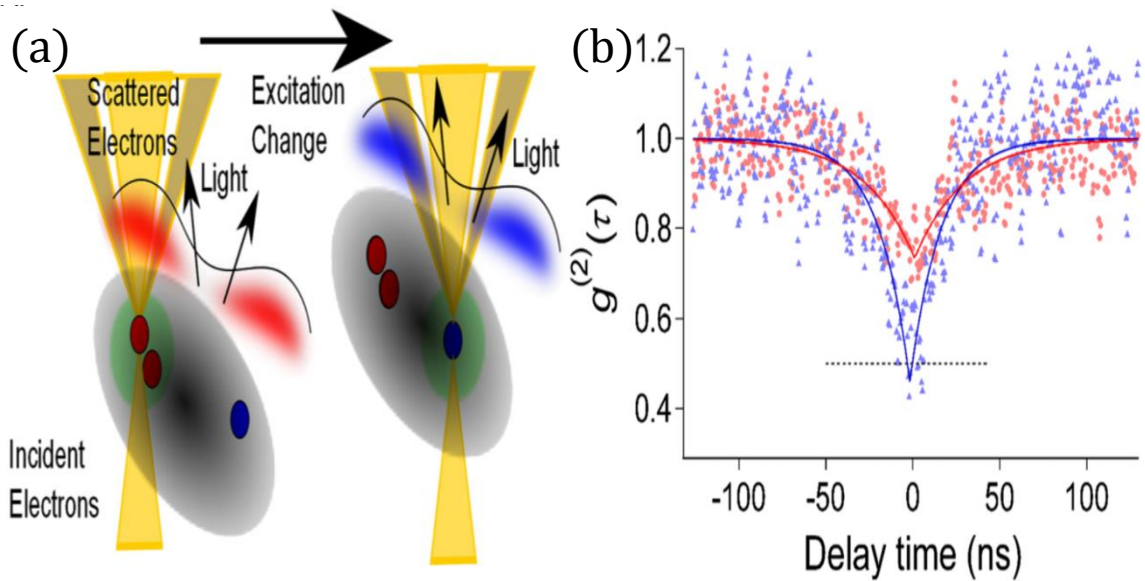 (a)
Scattered
Electrons
Excitation
Change
Light
Light
Incident
Electrons
(b)
1.2
1.0
0.8
0.6
0.4
g(2)(τ)
-100 -50 0 50 100
Delay time (ns)